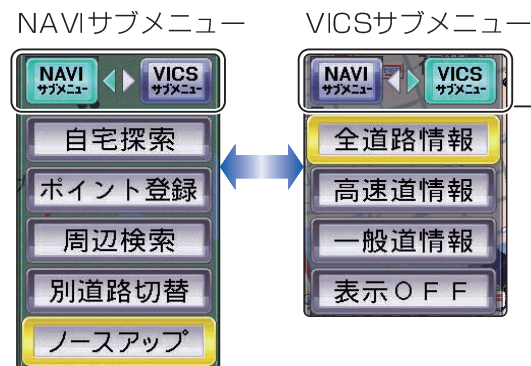 NAVIサブメニュー
NAVI サブメニュー
VICS サブメニュー
自宅探索
ポイント登録
周辺検索
別道路切替
ノースアップ
VICSサブメニュー
NAVI サブメニュー
VICS サブメニュー
全道路情報
高速道情報
一般道情報
表示OFF